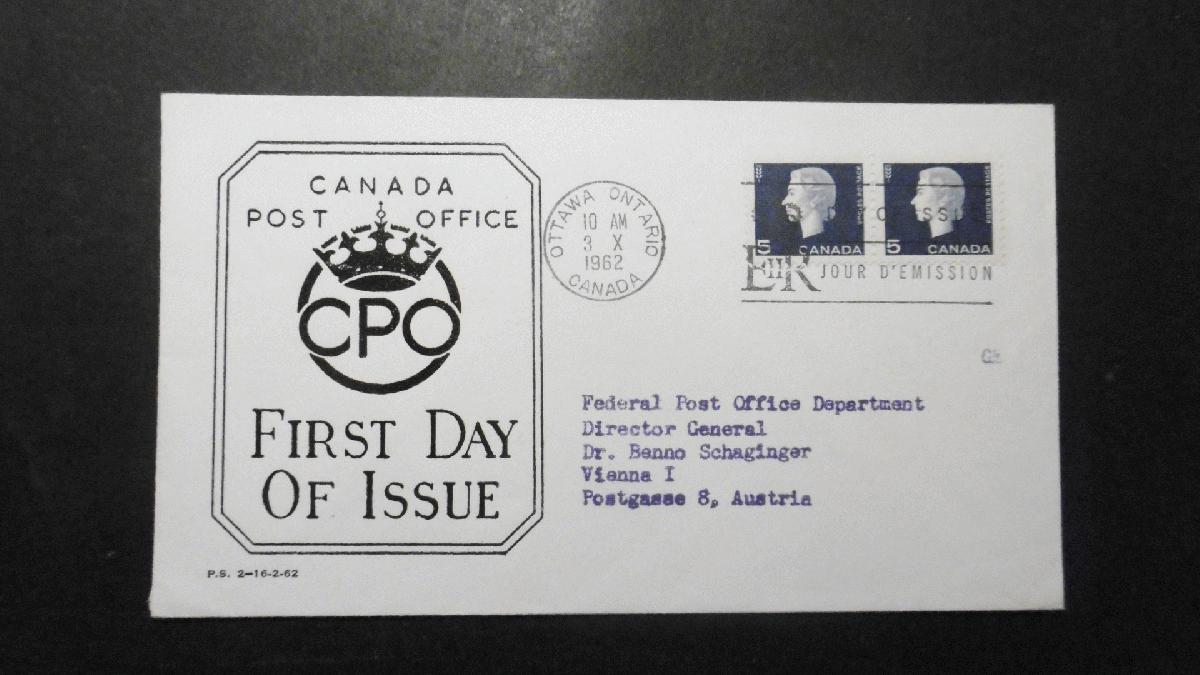 CANADA
POST OFFICE
CPO
FIRST DAY
OF ISSUE
P.S. 2-16-2-62
OTTAWA ONTARIO
10 AM
3 X
1962
CANADA
5 CANADA
5 CANADA
EIIR JOUR D'EMISSION
Federal Post Office Department
Director General
Dr. Benno Schaginger
Vienna I
Postgasse 8, Austria